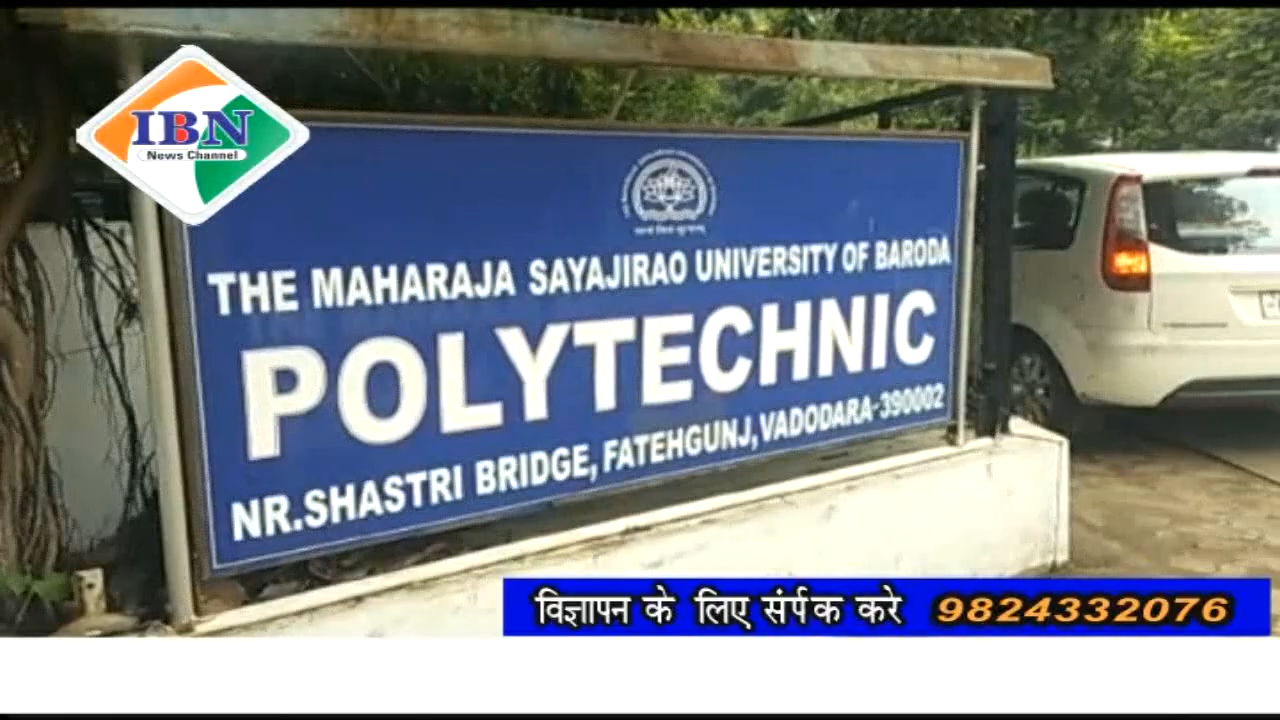 IBN
News Channel
THE MAHARAJA SAYAJIRAO UNIVERSITY OF BARODA
POLYTECHNIC
NR.SHASTRI BRIDGE, FATEHGUNJ, VADODARA-390002
विज्ञापन के लिए संर्पक करे 9824332076